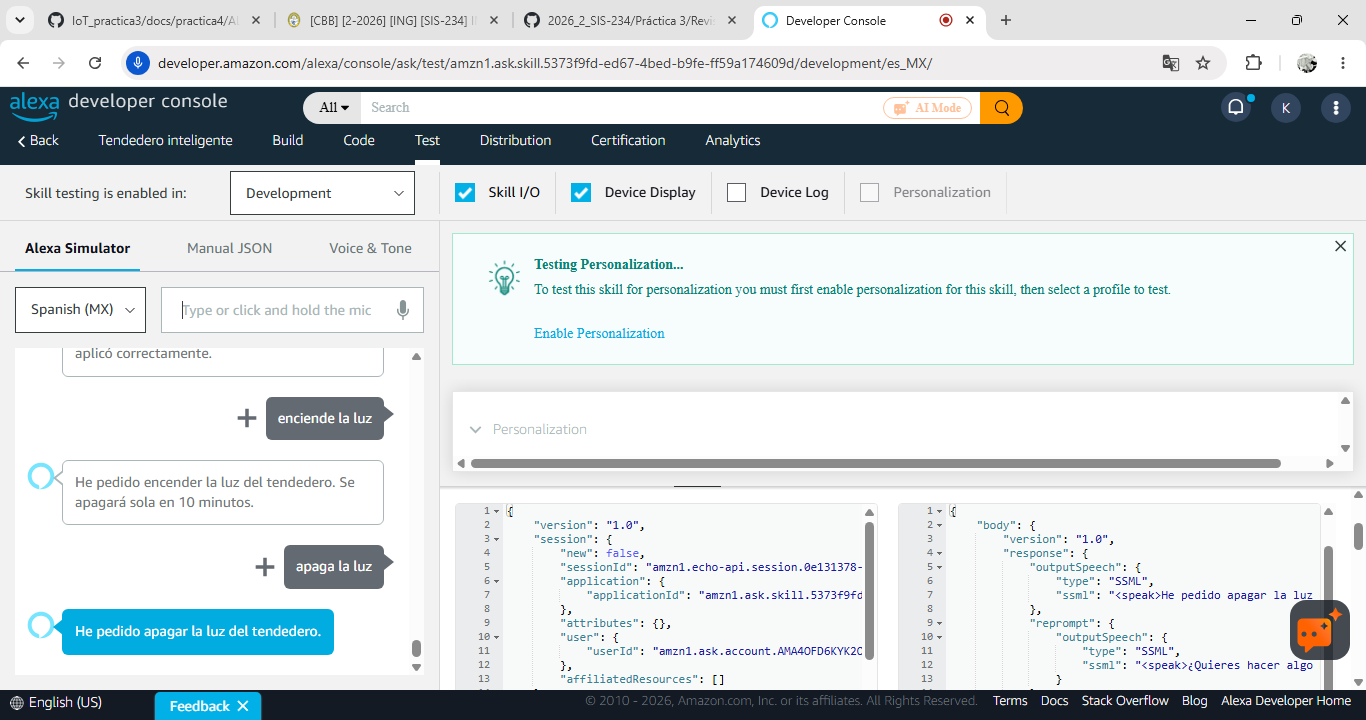 IoT_practica3/docs/practica4/Al
[CBB] [2-2026] [ING] [SIS-234] I
2026_2_SIS-234/Práctica 3/Revis
Developer Console
developer.amazon.com/alexa/console/ask/test/amzn1.ask.skill.5373f9fd-ed67-4bed-b9fe-ff59a174609d/development/es_MX/
alexa developer console
All
Search
AI Mode
K
Back
Tendedero inteligente
Build
Code
Test
Distribution
Certification
Analytics
Skill testing is enabled in:
Development
Skill I/O
Device Display
Device Log
Personalization
Alexa Simulator
Manual JSON
Voice & Tone
Spanish (MX)
Type or click and hold the mic
aplicó correctamente.
enciende la luz
He pedido encender la luz del tendedero. Se
apagará sola en 10 minutos.
apaga la luz
He pedido apagar la luz del tendedero.
Testing Personalization...
To test this skill for personalization you must first enable personalization for this skill, then select a profile to test.
Enable Personalization
Personalization
1 {
2 "version": "1.0",
3 "session": {
4 "new": false,
5 "sessionId": "amzn1.echo-api.session.0e131378-
6 "application": {
7 "applicationId": "amzn1.ask.skill.5373f9fd
8 },
9 "attributes": {},
10 "user": {
11 "userId": "amzn1.ask.account.AMA4OFD6KYK2C
12 },
13 "affiliatedResources": []
1 {
2 "body": {
3 "version": "1.0",
4 "response": {
5 "outputSpeech": {
6 "type": "SSML",
7 "ssml": "<speak>He pedido apagar la luz
8 },
9 "reprompt": {
10 "outputSpeech": {
11 "type": "SSML",
12 "ssml": "<speak>¿Quieres hacer algo
13 }
English (US)
Feedback
© 2010 - 2026, Amazon.com, Inc. or its affiliates. All Rights Reserved.
Terms
Docs
Stack Overflow
Blog
Alexa Developer Home